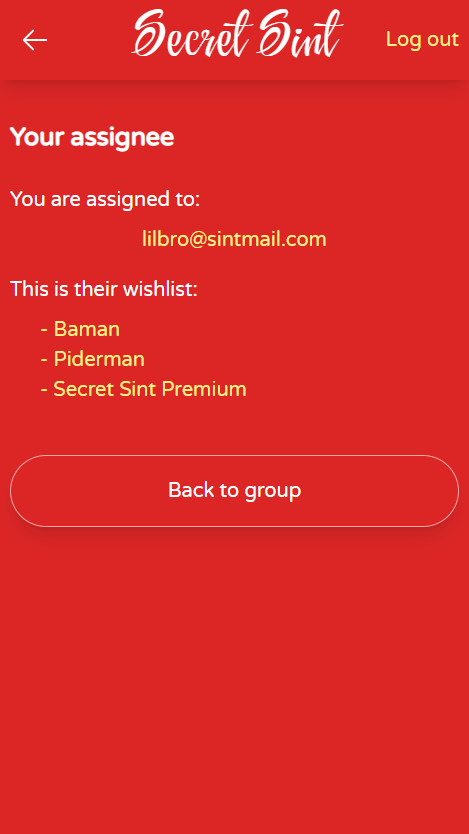 Secret Sint
Log out
Your assignee
You are assigned to:
lilbro@sintmail.com
This is their wishlist:
- Baman
- Piderman
- Secret Sint Premium
Back to group